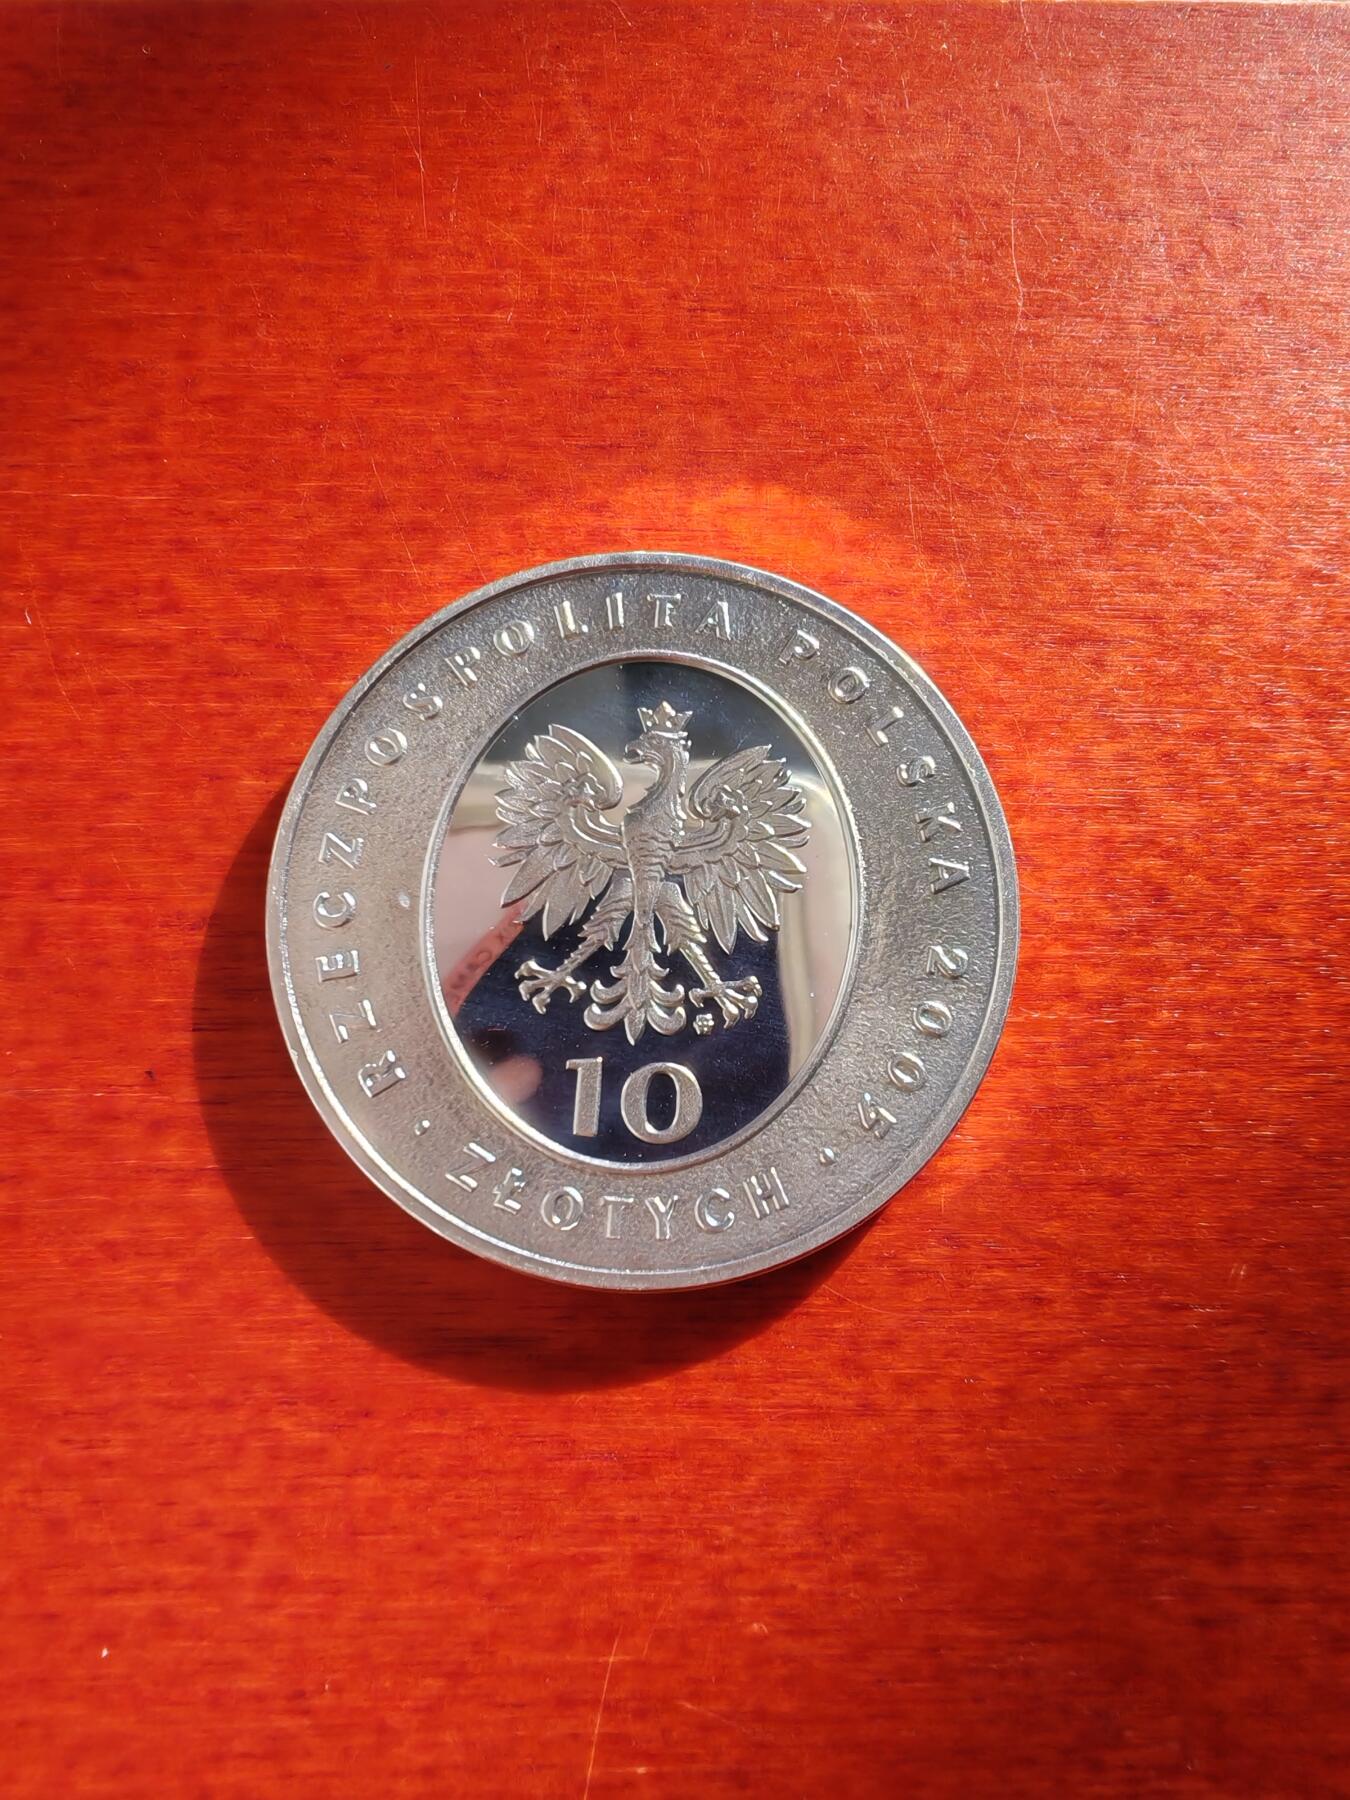 RZECZPOSPOLITA POLSKA 2005
10
· ZŁOTYCH ·